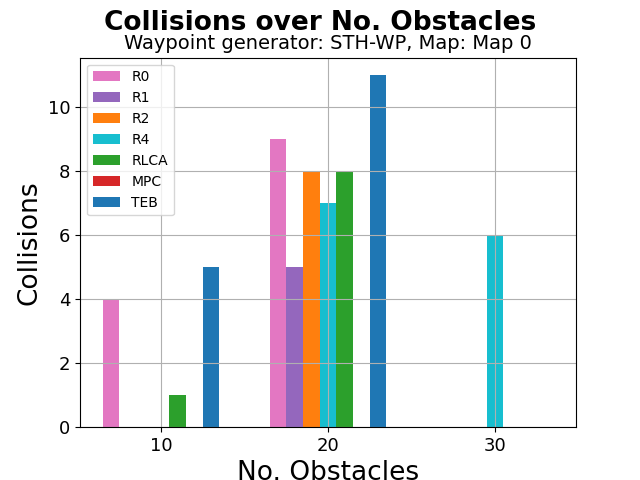 Collisions over No. Obstacles
Waypoint generator: STH-WP, Map: Map 0
R0
R1
R2
R4
RLCA
MPC
TEB
10
8
6
4
2
0
Collisions
10 20 30
No. Obstacles